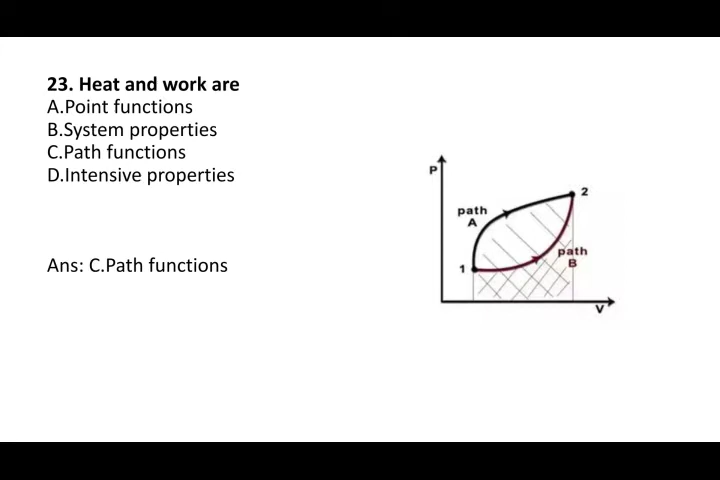 23. Heat and work are
A.Point functions
B.System properties
C.Path functions
D.Intensive properties
Ans: C.Path functions
P
2
path
A
path
B
1
V